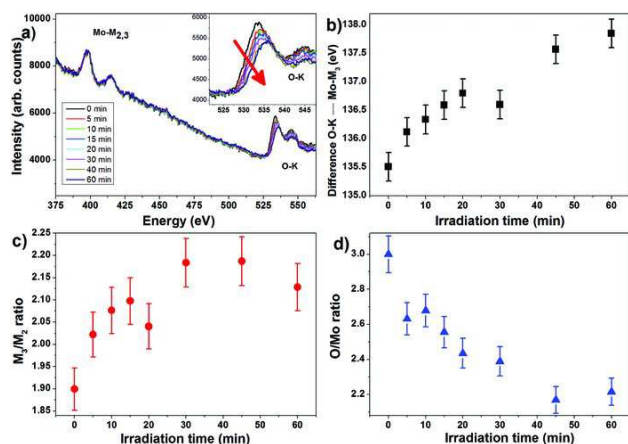 a)
Mo-M2,3
O-K
O-K
Intensity (arb. counts)
10000
8000
6000
4000
6000
5500
5000
4500
4000
525
535
545
0 min
5 min
10 min
15 min
20 min
30 min
40 min
60 min
375
400
425
450
475
500
525
550
Energy (eV)
b)
Difference O-K — Mo-M3 (eV)
138.0
137.5
137.0
136.5
136.0
135.5
135.0
0
10
20
30
40
50
60
Irradiation time (min)
c)
M3/M2 ratio
2.25
2.20
2.15
2.10
2.05
2.00
1.95
1.90
1.85
0
10
20
30
40
50
60
Irradiation time (min)
d)
O/Mo ratio
3.0
2.8
2.6
2.4
2.2
0
10
20
30
40
50
60
Irradiation time (min)